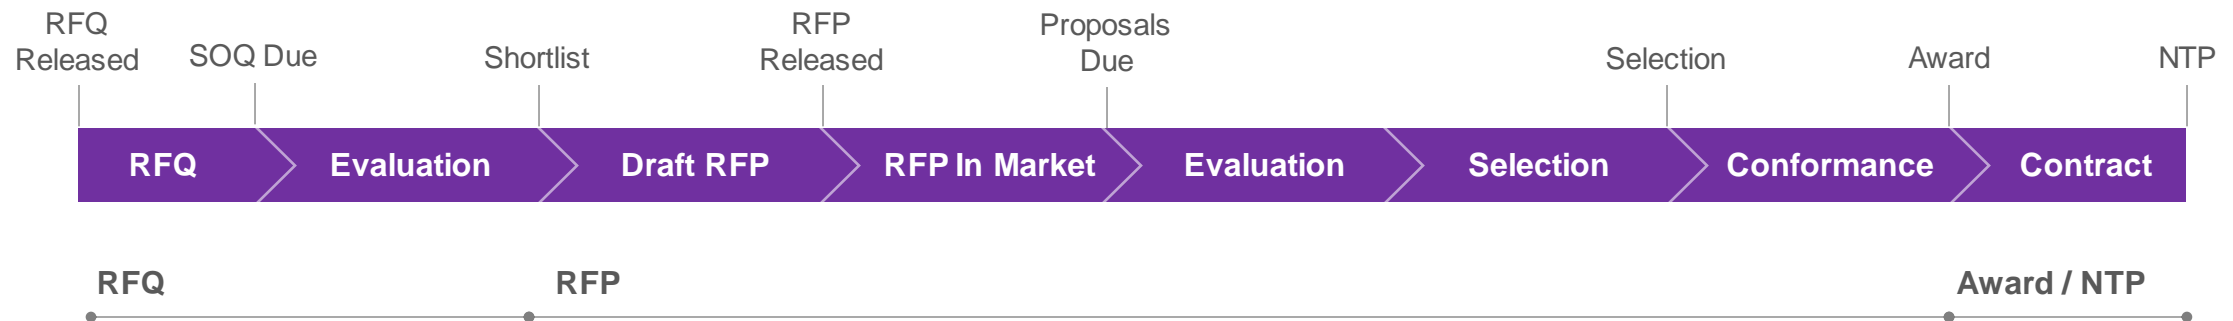 RFQ
Released
SOQ Due
Shortlist
RFP
Released
Proposals
Due
Selection
Award
NTP
RFQ
Evaluation
Draft RFP
RFP In Market
Evaluation
Selection
Conformance
Contract
RFQ
RFP
Award / NTP